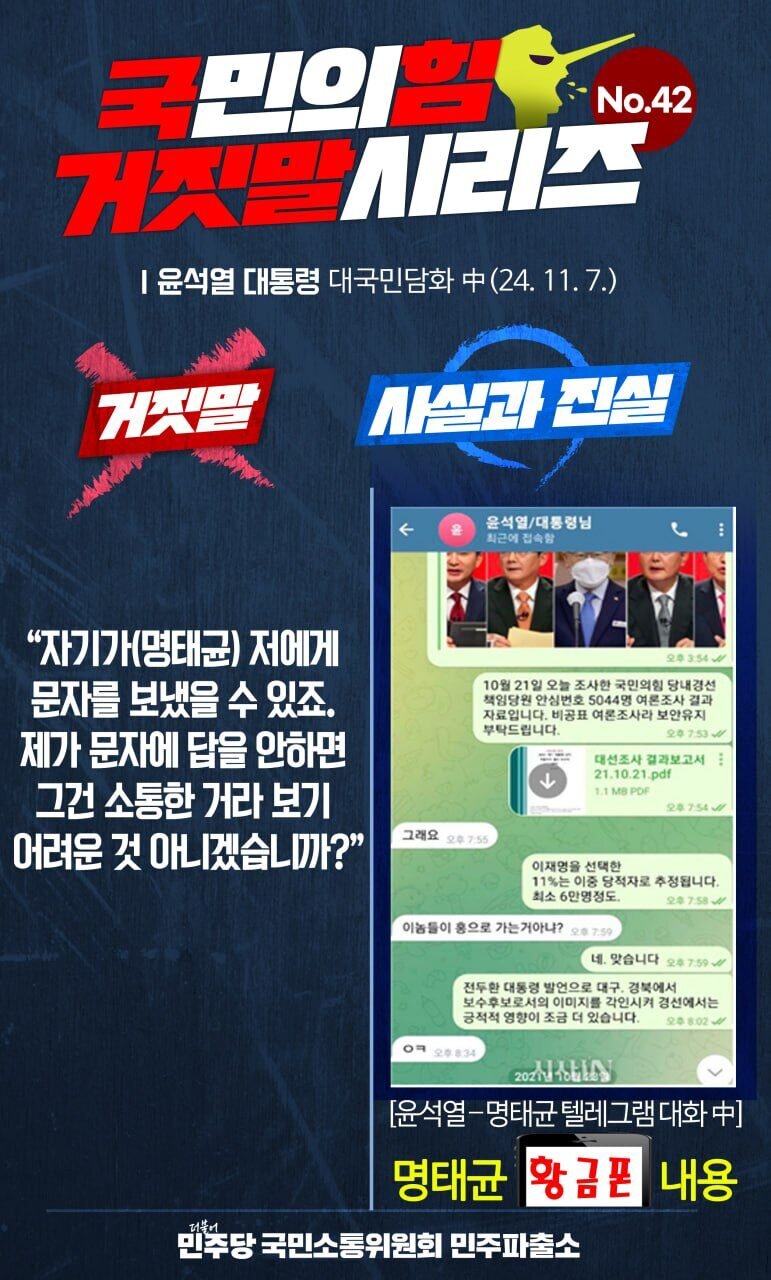 국민의힘
No.42
거짓말시리즈
| 윤석열 대통령 대국민담화 中 (24. 11. 7.)
거짓말
사실과 진실
“자기가(명태균) 저에게
문자를 보냈을 수 있죠.
제가 문자에 답을 안하면
그건 소통한 거라 보기
어려운 것 아니겠습니까?”
윤
윤석열/대통령님
최근에 접속함
오후 3:54
10월 21일 오늘 조사한 국민의힘 당내경선
책임당원 안심번호 5044명 여론조사 결과
자료입니다. 비공표 여론조사라 보안유지
부탁드립니다.
오후 7:53
대선조사 결과보고서
21.10.21.pdf
1.1 MB PDF
오후 7:54
그래요 오후 7:55
이재명을 선택한
11%는 이중 당적자로 추정됩니다.
최소 6만명정도.
오후 7:58
이놈들이 홍으로 가는거아냐? 오후 7:59
네. 맞습니다 오후 7:59
전두환 대통령 발언으로 대구. 경북에서
보수후보로서의 이미지를 각인시켜 경선에서는
긍적적 영향이 조금 더 있습니다.
오후 8:02
ㅇㅋ 오후 8:34
시사IN
2021년 10월 23일
[윤석열–명태균 텔레그램 대화 中]
명태균 황금폰 내용
더불어
민주당 국민소통위원회 민주파출소